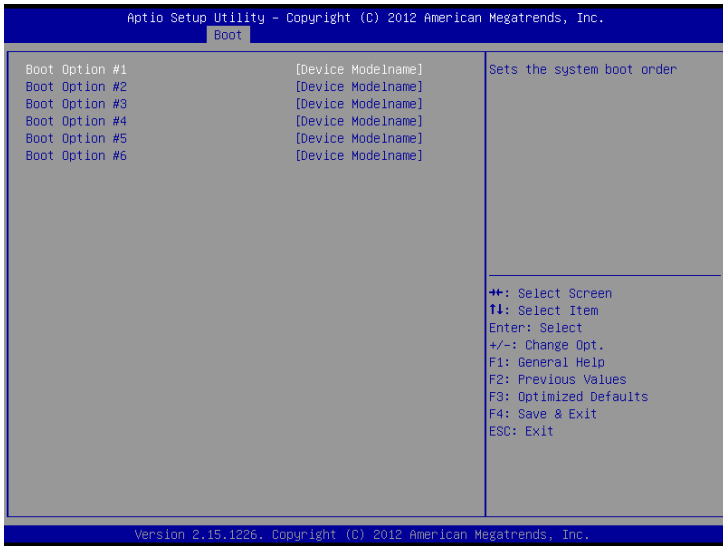 Aptio Setup Utility – Copyright (C) 2012 American Megatrends, Inc.
Boot
Boot Option #1 [Device Modelname]
Boot Option #2 [Device Modelname]
Boot Option #3 [Device Modelname]
Boot Option #4 [Device Modelname]
Boot Option #5 [Device Modelname]
Boot Option #6 [Device Modelname]
Sets the system boot order
→←: Select Screen
↑↓: Select Item
Enter: Select
+/-: Change Opt.
F1: General Help
F2: Previous Values
F3: Optimized Defaults
F4: Save & Exit
ESC: Exit
Version 2.15.1226. Copyright (C) 2012 American Megatrends, Inc.